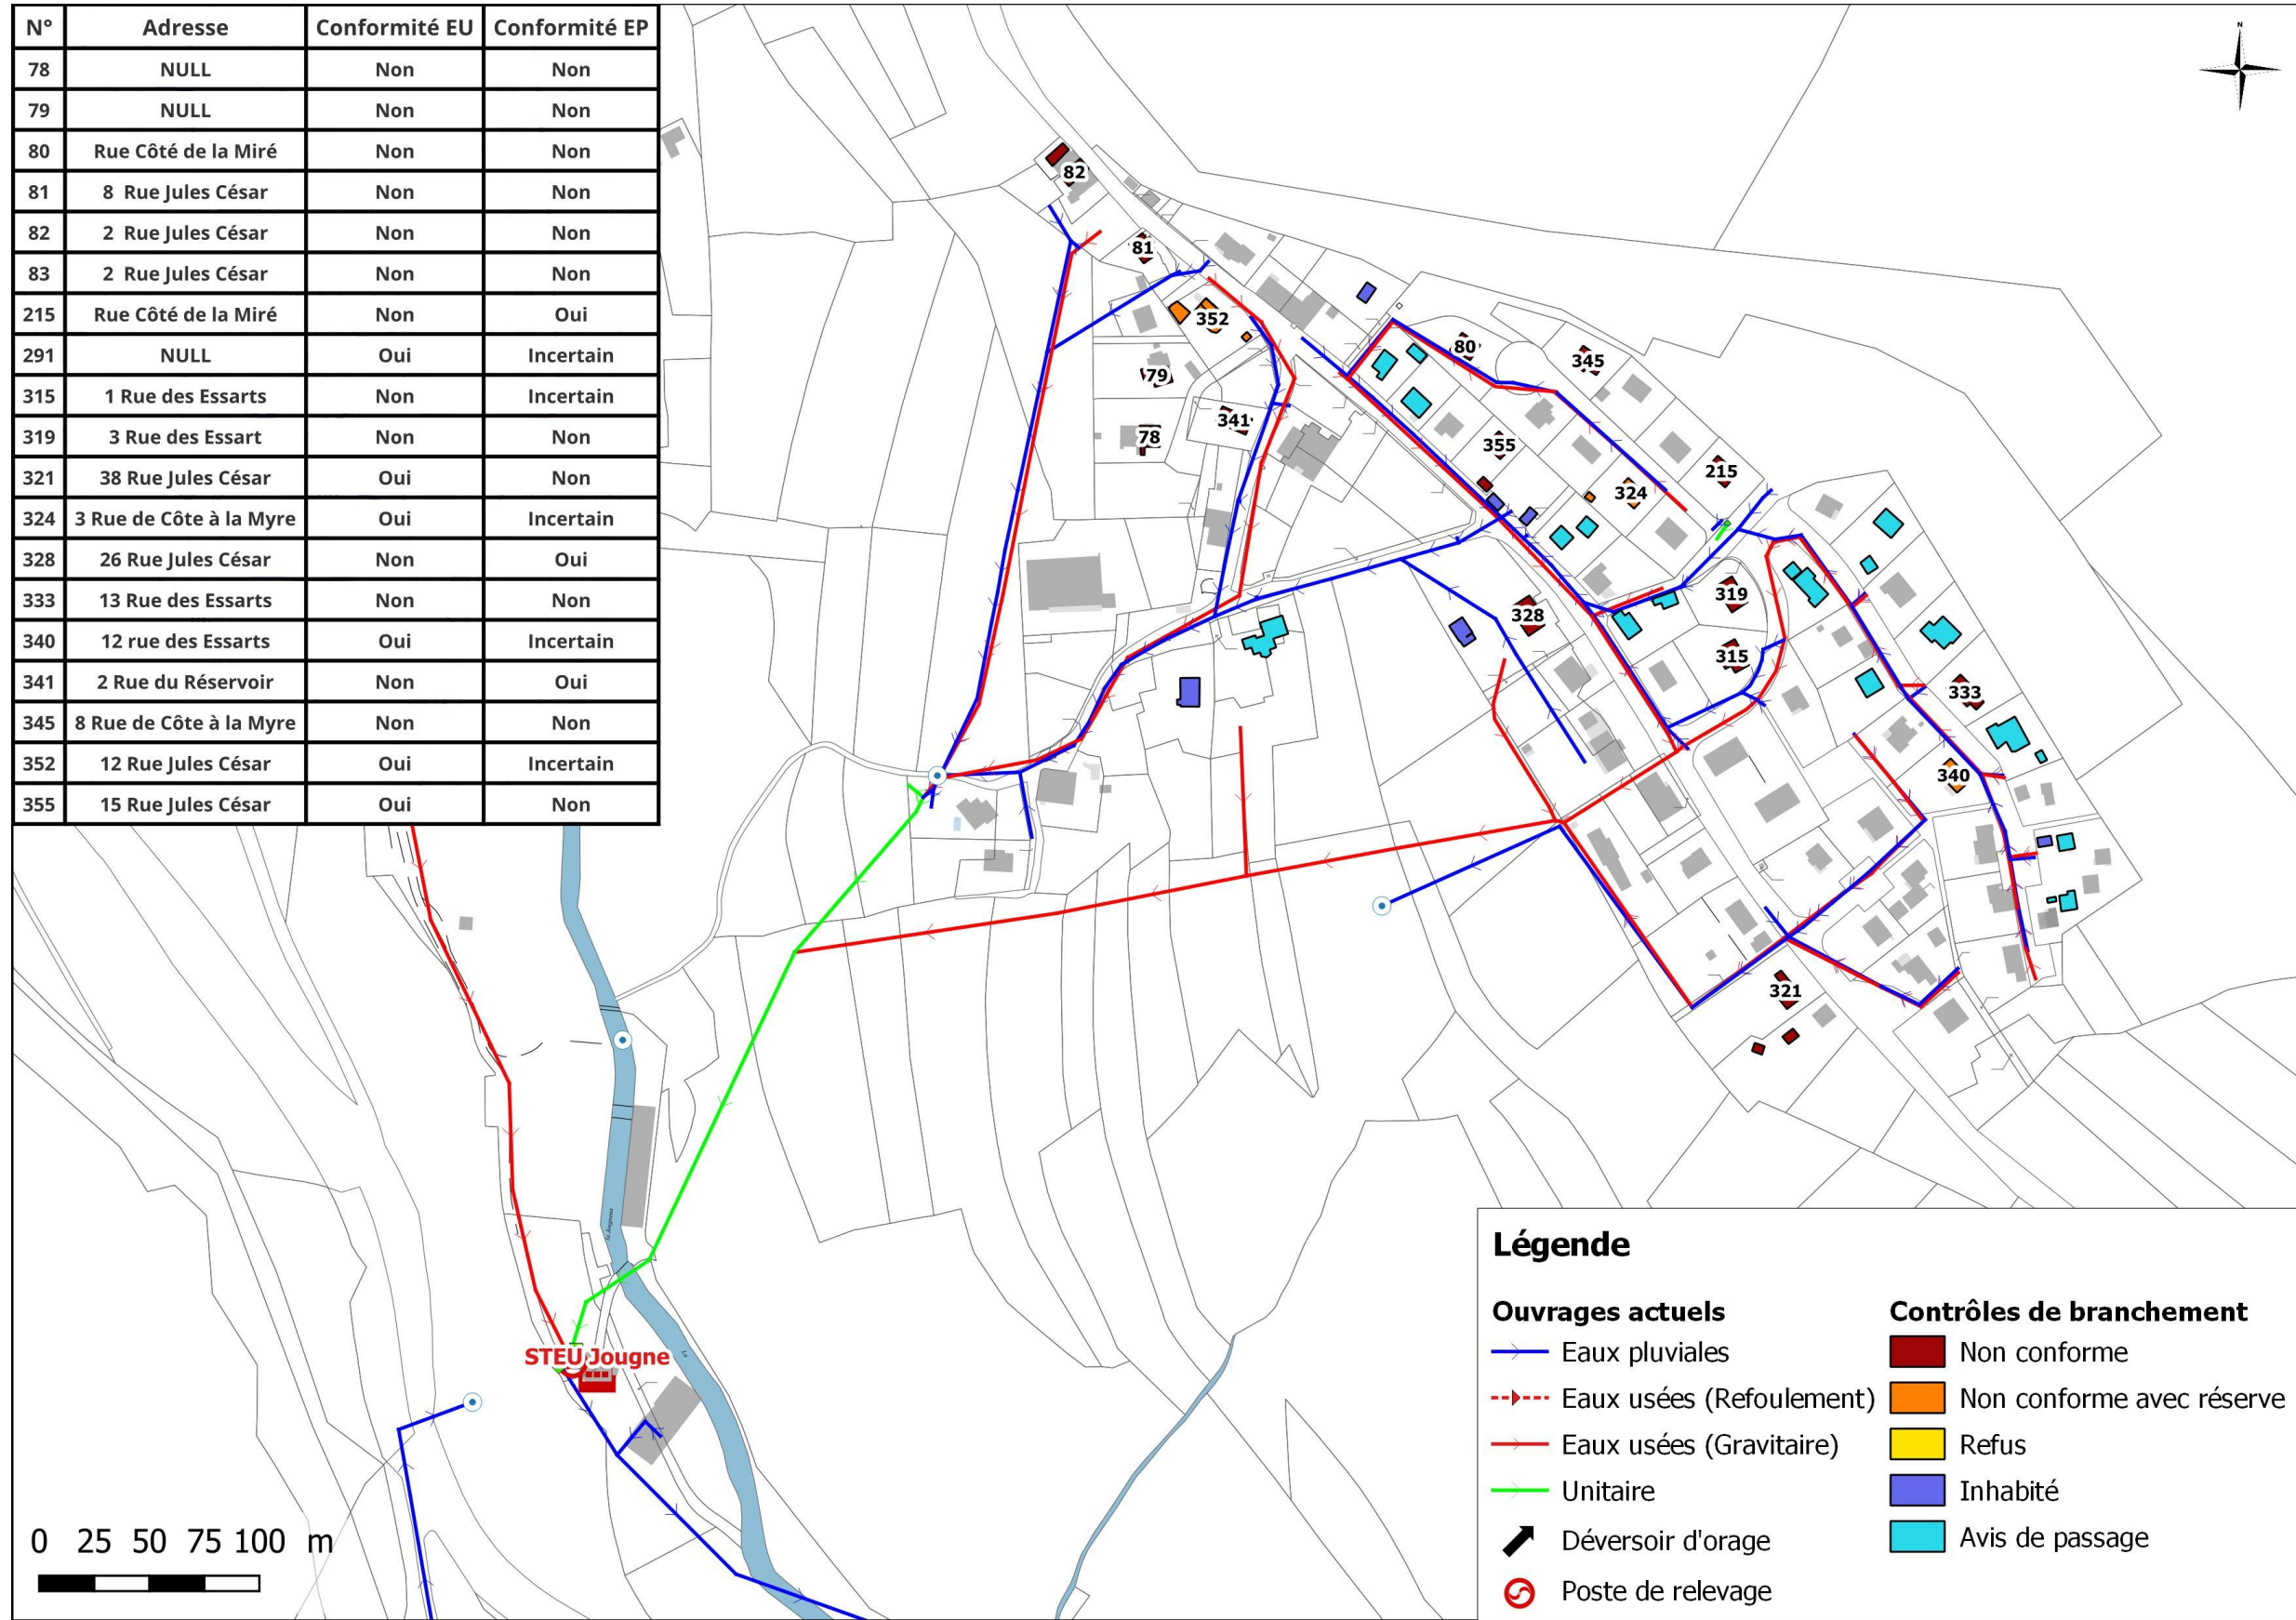 N° Adresse Conformité EU Conformité EP
78 NULL Non Non
79 NULL Non Non
80 Rue Côté de la Miré Non Non
81 8 Rue Jules César Non Non
82 2 Rue Jules César Non Non
83 2 Rue Jules César Non Non
215 Rue Côté de la Miré Non Oui
291 NULL Oui Incertain
315 1 Rue des Essarts Non Incertain
319 3 Rue des Essart Non Non
321 38 Rue Jules César Oui Non
324 3 Rue de Côte à la Myre Oui Incertain
328 26 Rue Jules César Non Oui
333 13 Rue des Essarts Non Non
340 12 rue des Essarts Oui Incertain
341 2 Rue du Réservoir Non Oui
345 8 Rue de Côte à la Myre Non Non
352 12 Rue Jules César Oui Incertain
355 15 Rue Jules César Oui Non
N
82
81
352
80
345
79
341
78
355
215
324
328
319
315
333
340
321
La
STEU Jougne
0 25 50 75 100 m
Légende
Ouvrages actuels
Eaux pluviales
Eaux usées (Refoulement)
Eaux usées (Gravitaire)
Unitaire
Déversoir d'orage
Poste de relevage
Contrôles de branchement
Non conforme
Non conforme avec réserve
Refus
Inhabité
Avis de passage